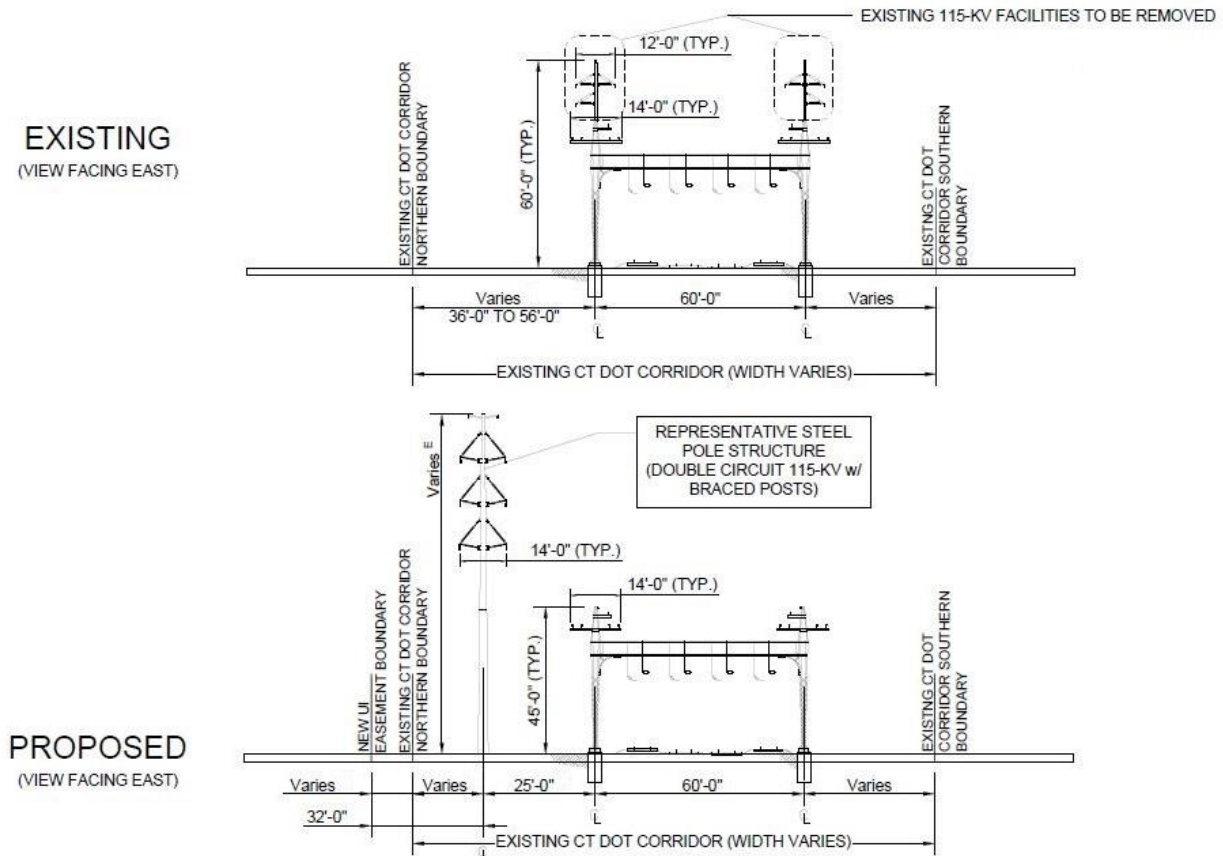 EXISTING 115-KV FACILITIES TO BE REMOVED
12'-0" (TYP.)
14'-0" (TYP.)
60'-0" (TYP.)
EXISTING
(VIEW FACING EAST)
EXISTING CT DOT CORRIDOR
NORTHERN BOUNDARY
EXISTNG CT DOT
CORRIDOR SOUTHERN
BOUNDARY
Varies
36'-0" TO 56'-0"
60'-0"
Varies
L
L
EXISTING CT DOT CORRIDOR (WIDTH VARIES)
REPRESENTATIVE STEEL
POLE STRUCTURE
(DOUBLE CIRCUIT 115-KV w/
BRACED POSTS)
Varies E
14'-0" (TYP.)
14'-0" (TYP.)
45'-0" (TYP.)
NEW UI
EASEMENT BOUNDARY
EXISTING CT DOT CORRIDOR
NORTHERN BOUNDARY
EXISTNG CT DOT
CORRIDOR SOUTHERN
BOUNDARY
PROPOSED
(VIEW FACING EAST)
Varies
Varies
25'-0"
60'-0"
Varies
32'-0"
L
L
EXISTING CT DOT CORRIDOR (WIDTH VARIES)